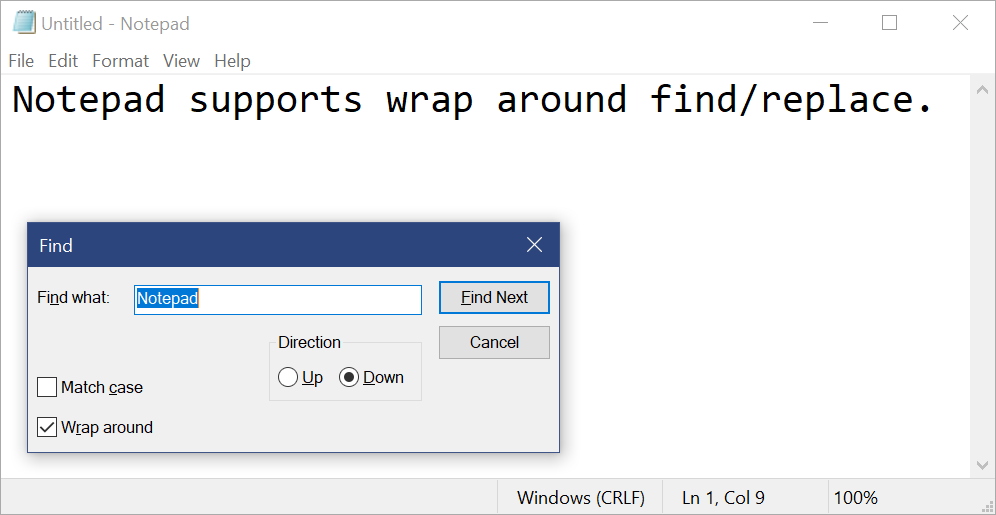 Untitled - Notepad
File Edit Format View Help
Notepad supports wrap around find/replace.
Find
Find what: Notepad Find Next
Direction Cancel
Up Down
Match case
Wrap around
Windows (CRLF) Ln 1, Col 9 100%